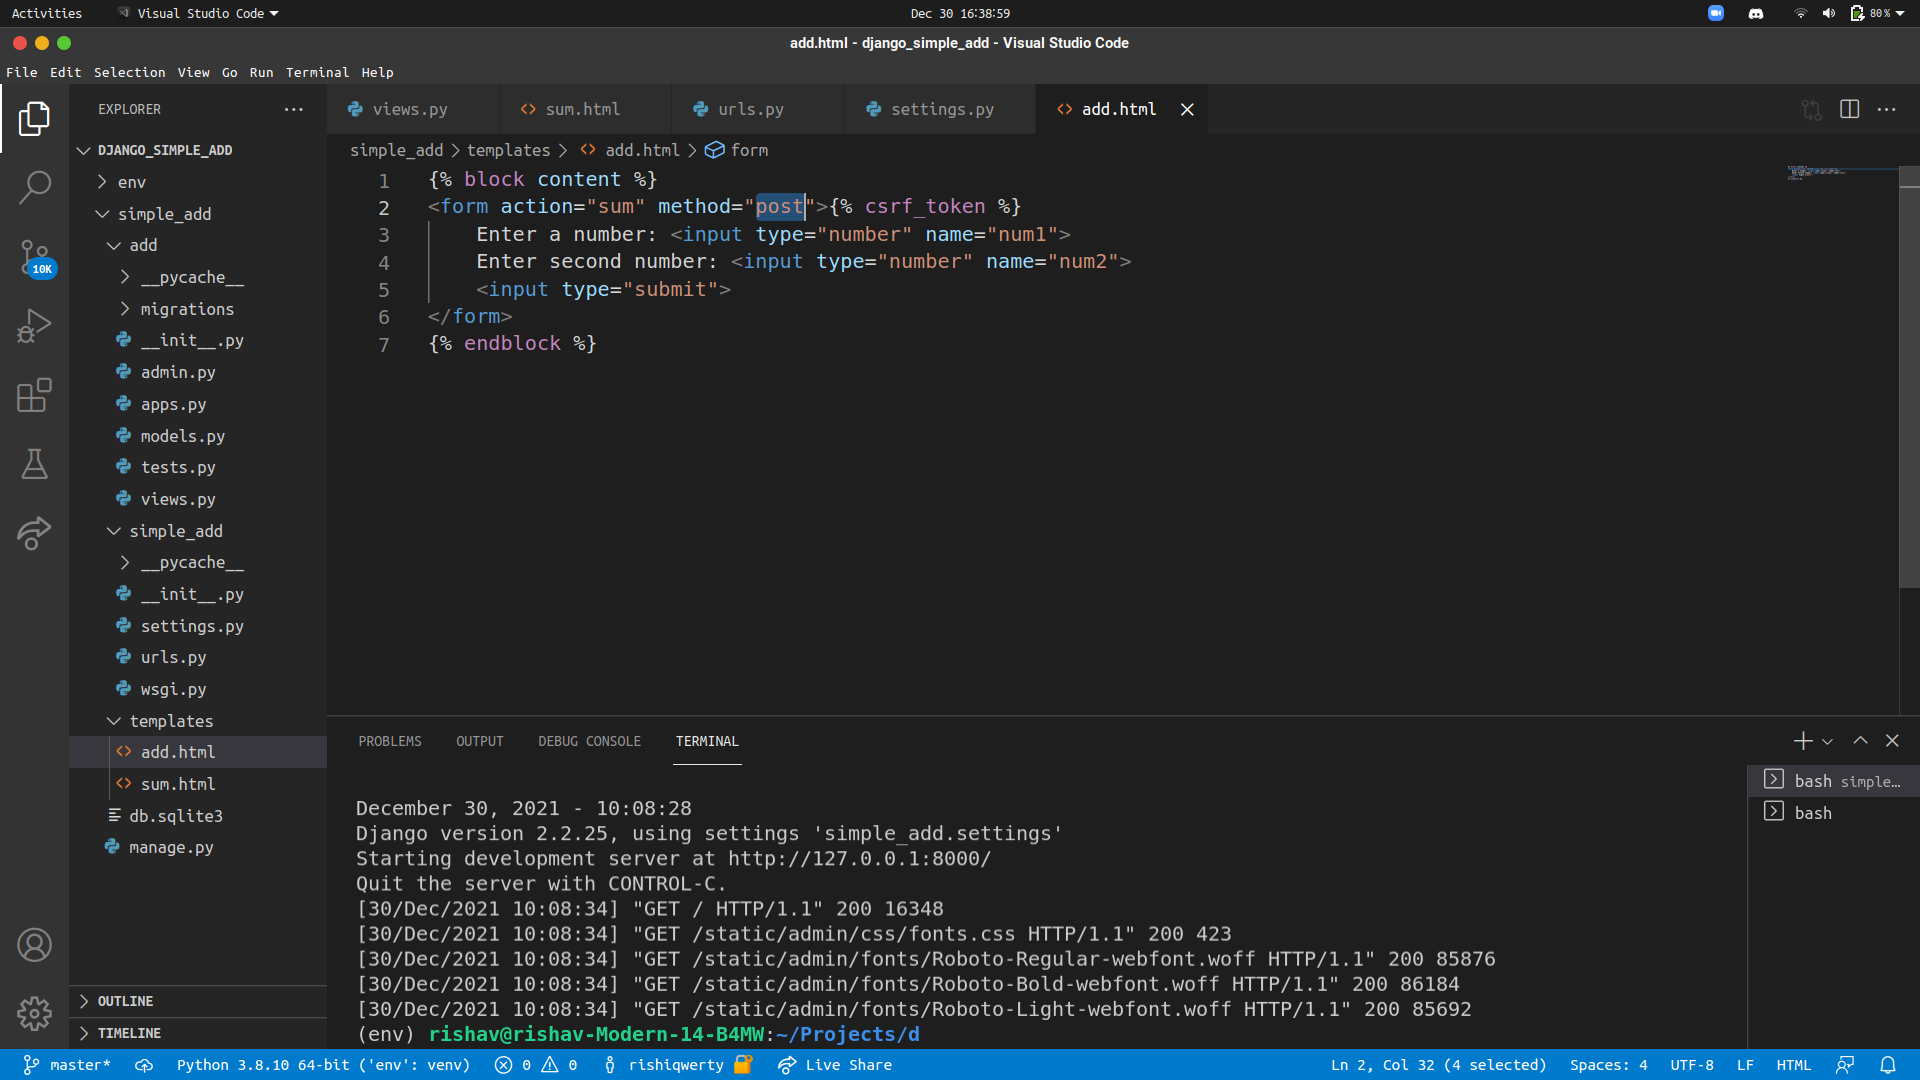 Activities
Visual Studio Code
Dec 30 16:38:59
80%
add.html - django_simple_add - Visual Studio Code
File Edit Selection View Go Run Terminal Help
EXPLORER
views.py
sum.html
urls.py
settings.py
add.html
DJANGO_SIMPLE_ADD
env
simple_add
add
__pycache__
migrations
__init__.py
admin.py
apps.py
models.py
tests.py
views.py
simple_add
__pycache__
__init__.py
settings.py
urls.py
wsgi.py
templates
add.html
sum.html
db.sqlite3
manage.py
OUTLINE
TIMELINE
10K
simple_add > templates > add.html > form
1 {% block content %}
2 <form action="sum" method="post">{% csrf_token %}
3 Enter a number: <input type="number" name="num1">
4 Enter second number: <input type="number" name="num2">
5 <input type="submit">
6 </form>
7 {% endblock %}
PROBLEMS OUTPUT DEBUG CONSOLE TERMINAL
December 30, 2021 - 10:08:28
Django version 2.2.25, using settings 'simple_add.settings'
Starting development server at http://127.0.0.1:8000/
Quit the server with CONTROL-C.
[30/Dec/2021 10:08:34] "GET / HTTP/1.1" 200 16348
[30/Dec/2021 10:08:34] "GET /static/admin/css/fonts.css HTTP/1.1" 200 423
[30/Dec/2021 10:08:34] "GET /static/admin/fonts/Roboto-Regular-webfont.woff HTTP/1.1" 200 85876
[30/Dec/2021 10:08:34] "GET /static/admin/fonts/Roboto-Bold-webfont.woff HTTP/1.1" 200 86184
[30/Dec/2021 10:08:34] "GET /static/admin/fonts/Roboto-Light-webfont.woff HTTP/1.1" 200 85692
(env) rishav@rishav-Modern-14-B4MW:~/Projects/d
bash simple...
bash
master*
Python 3.8.10 64-bit ('env': venv)
0
0
rishiqwerty
Live Share
Ln 2, Col 32 (4 selected)
Spaces: 4
UTF-8
LF
HTML